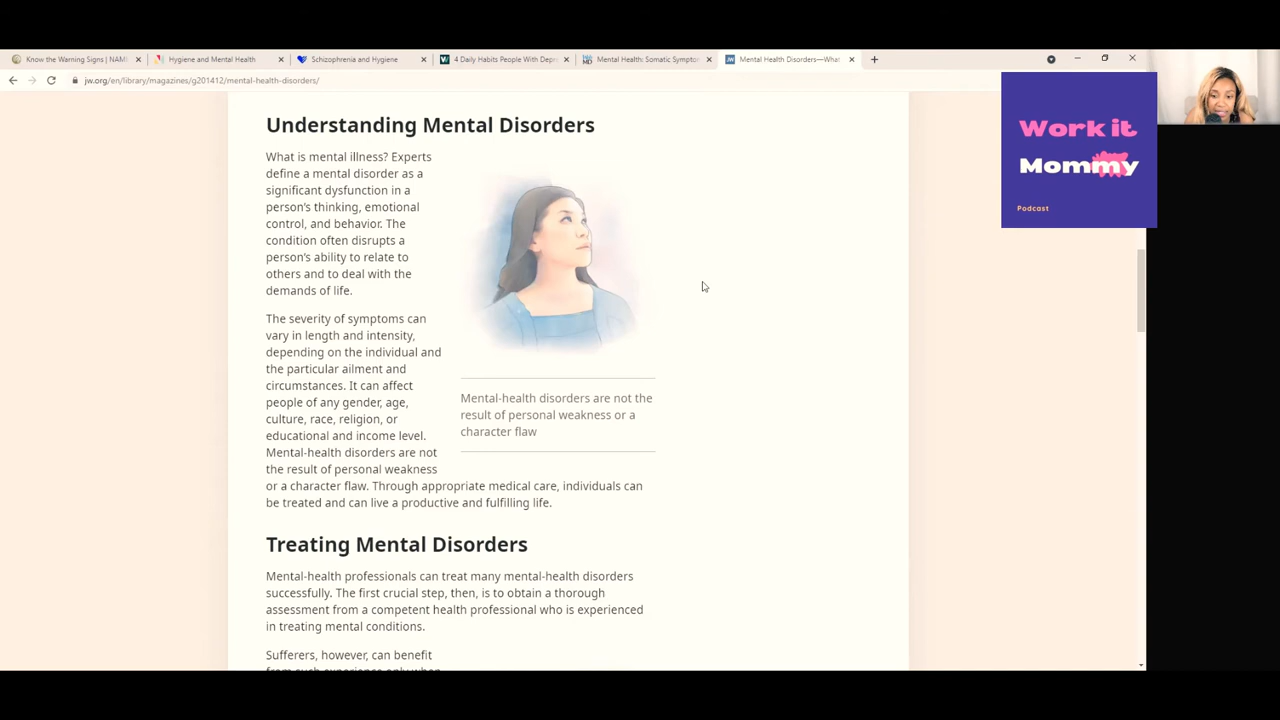 Know the Warning Signs | NAMI
Hygiene and Mental Health
Schizophrenia and Hygiene
4 Daily Habits People With Depr
Mental Health: Somatic Sympto
Mental Health Disorders—What
jw.org/en/library/magazines/g201412/mental-health-disorders/
Work it
Mommy
Podcast
Understanding Mental Disorders
What is mental illness? Experts
define a mental disorder as a
significant dysfunction in a
person's thinking, emotional
control, and behavior. The
condition often disrupts a
person's ability to relate to
others and to deal with the
demands of life.
The severity of symptoms can
vary in length and intensity,
depending on the individual and
the particular ailment and
circumstances. It can affect
people of any gender, age,
culture, race, religion, or
educational and income level.
Mental-health disorders are not
the result of personal weakness
or a character flaw. Through appropriate medical care, individuals can
be treated and can live a productive and fulfilling life.
Mental-health disorders are not the
result of personal weakness or a
character flaw
Treating Mental Disorders
Mental-health professionals can treat many mental-health disorders
successfully. The first crucial step, then, is to obtain a thorough
assessment from a competent health professional who is experienced
in treating mental conditions.
Sufferers, however, can benefit
from such experience only when